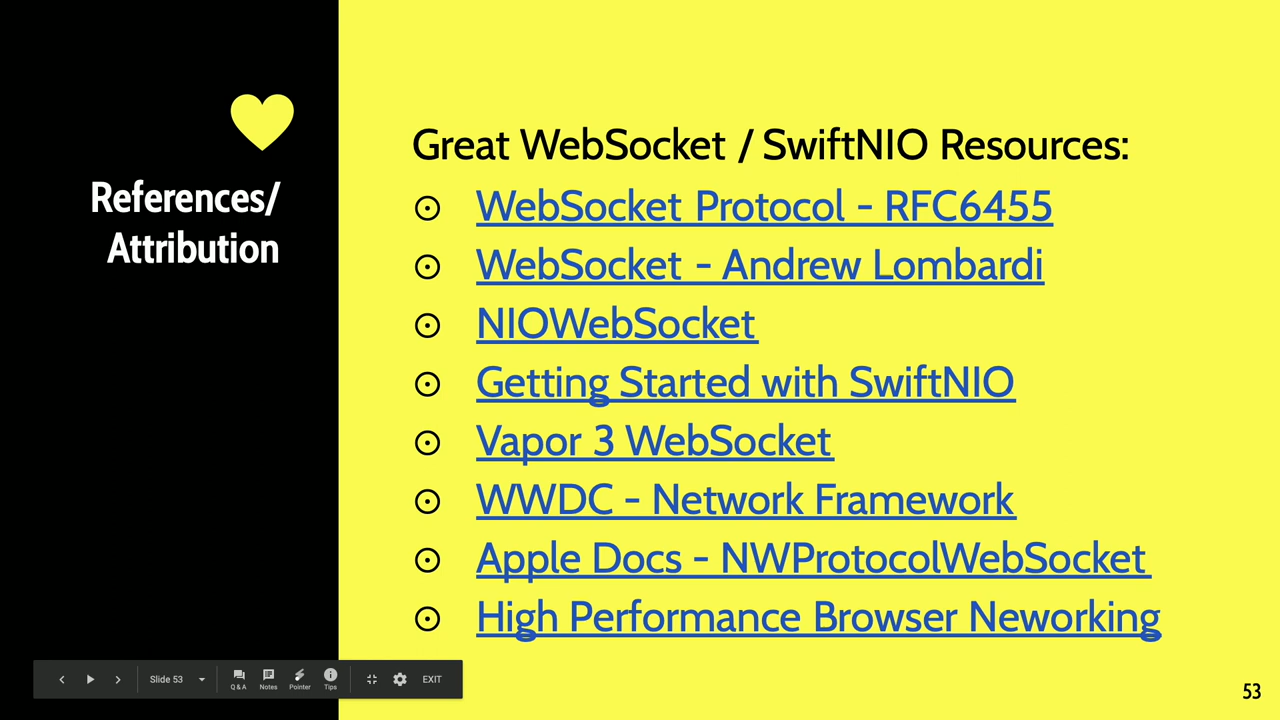 References/
Attribution
Great WebSocket / SwiftNIO Resources:
WebSocket Protocol - RFC6455
WebSocket - Andrew Lombardi
NIOWebSocket
Getting Started with SwiftNIO
Vapor 3 WebSocket
WWDC - Network Framework
Apple Docs - NWProtocolWebSocket
High Performance Browser Neworking
Slide 53
Q & A
Notes
Pointer
Tips
EXIT
53